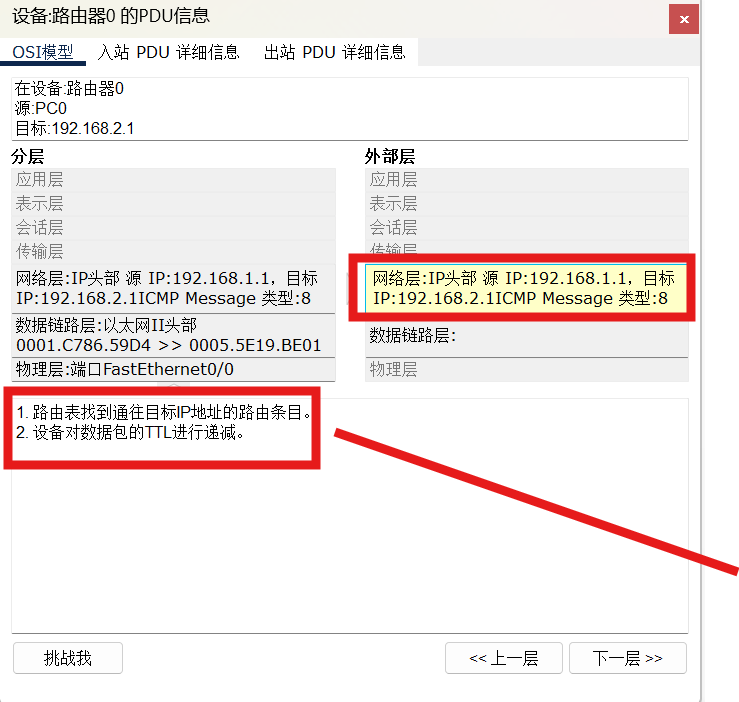 设备:路由器0 的PDU信息
OSI模型 入站 PDU 详细信息 出站 PDU 详细信息
在设备:路由器0
源:PC0
目标:192.168.2.1
分层
应用层
表示层
会话层
传输层
网络层:IP头部 源 IP:192.168.1.1，目标
IP:192.168.2.1ICMP Message 类型:8
数据链路层:以太网II头部
0001.C786.59D4 >> 0005.5E19.BE01
物理层:端口FastEthernet0/0
外部层
应用层
表示层
会话层
传输层
网络层:IP头部 源 IP:192.168.1.1，目标
IP:192.168.2.1ICMP Message 类型:8
数据链路层:
物理层
1. 路由表找到通往目标IP地址的路由条目。
2. 设备对数据包的TTL进行递减。
挑战我 << 上一层 下一层 >>